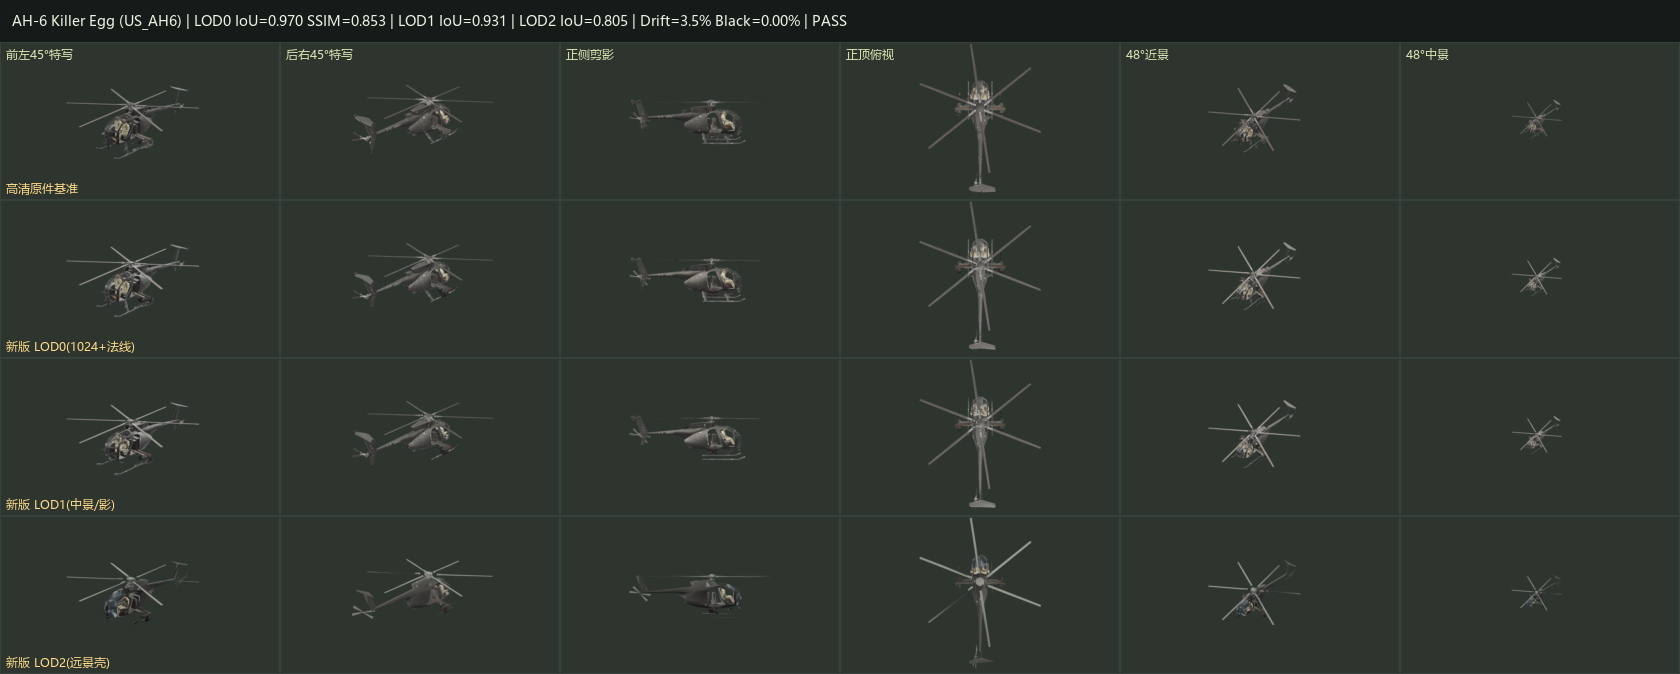 AH-6 Killer Egg (US_AH6) | LOD0 IoU=0.970 SSIM=0.853 | LOD1 IoU=0.931 | LOD2 IoU=0.805 | Drift=3.5% Black=0.00% | PASS
前左45°特写
后右45°特写
正侧剪影
正顶俯视
48°近景
48°中景
高清原件基准
新版 LOD0(1024+法线)
新版 LOD1(中景/影)
新版 LOD2(远景壳)